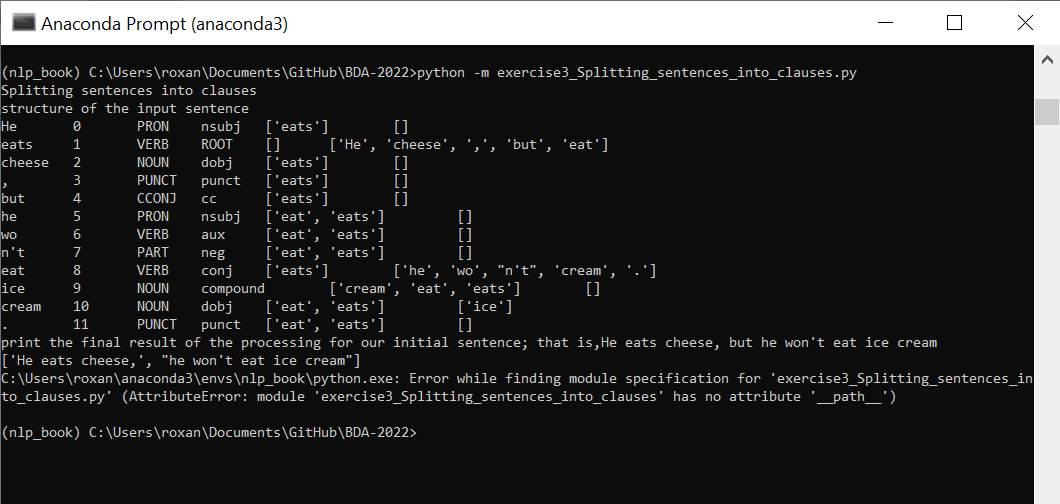 Anaconda Prompt (anaconda3)
(nlp_book) C:\Users\roxan\Documents\GitHub\BDA-2022>python -m exercise3_Splitting_sentences_into_clauses.py
Splitting sentences into clauses
structure of the input sentence
He 0 PRON nsubj ['eats'] []
eats 1 VERB ROOT [] ['He', 'cheese', ',', 'but', 'eat']
cheese 2 NOUN dobj ['eats'] []
, 3 PUNCT punct ['eats'] []
but 4 CCONJ cc ['eats'] []
he 5 PRON nsubj ['eat', 'eats'] []
wo 6 VERB aux ['eat', 'eats'] []
n't 7 PART neg ['eat', 'eats'] []
eat 8 VERB conj ['eats'] ['he', 'wo', "n't", 'cream', '.']
ice 9 NOUN compound ['cream', 'eat', 'eats'] []
cream 10 NOUN dobj ['eat', 'eats'] ['ice']
. 11 PUNCT punct ['eat', 'eats'] []
print the final result of the processing for our initial sentence; that is,He eats cheese, but he won't eat ice cream
['He eats cheese,', "he won't eat ice cream"]
C:\Users\roxan\anaconda3\envs\nlp_book\python.exe: Error while finding module specification for 'exercise3_Splitting_sentences_in
to_clauses.py' (AttributeError: module 'exercise3_Splitting_sentences_into_clauses' has no attribute '__path__')
(nlp_book) C:\Users\roxan\Documents\GitHub\BDA-2022>